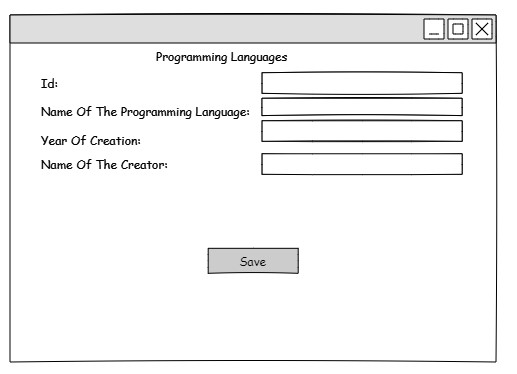 Programming Languages
Id:
Name Of The Programming Language:
Year Of Creation:
Name Of The Creator:
Save